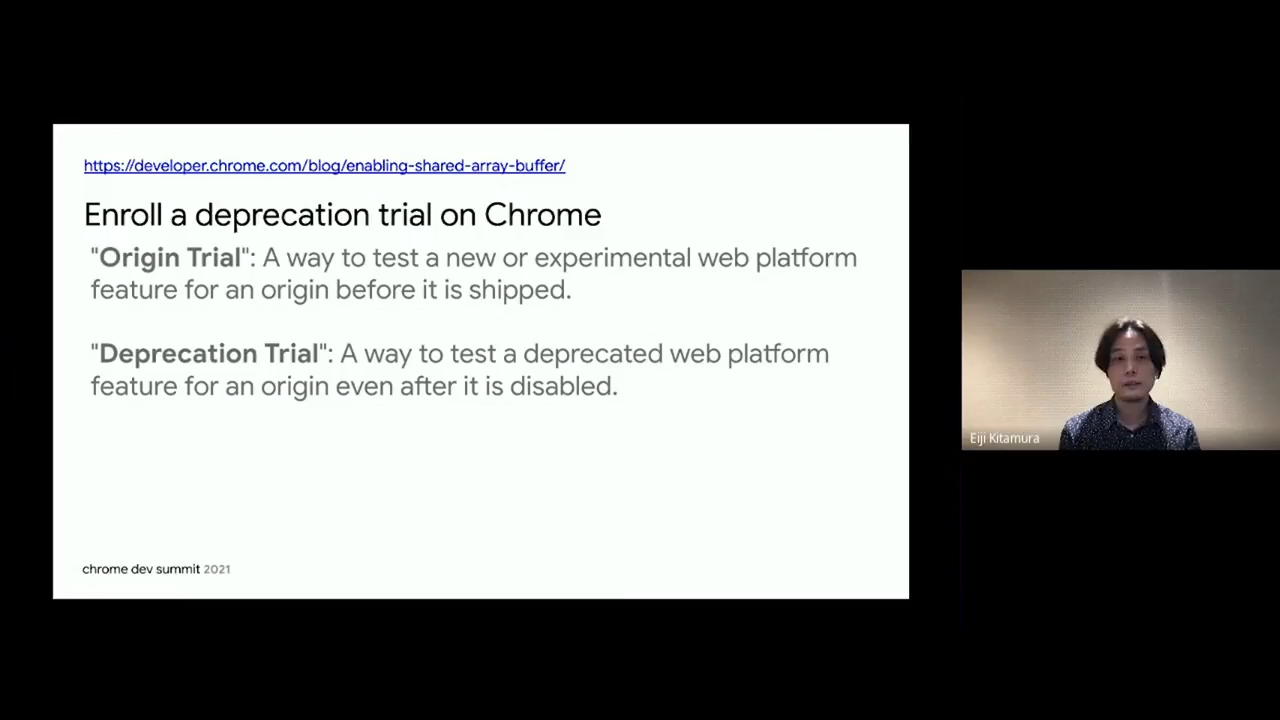 https://developer.chrome.com/blog/enabling-shared-array-buffer/
Enroll a deprecation trial on Chrome
"Origin Trial": A way to test a new or experimental web platform
feature for an origin before it is shipped.
"Deprecation Trial": A way to test a deprecated web platform
feature for an origin even after it is disabled.
Eiji Kitamura
chrome dev summit 2021